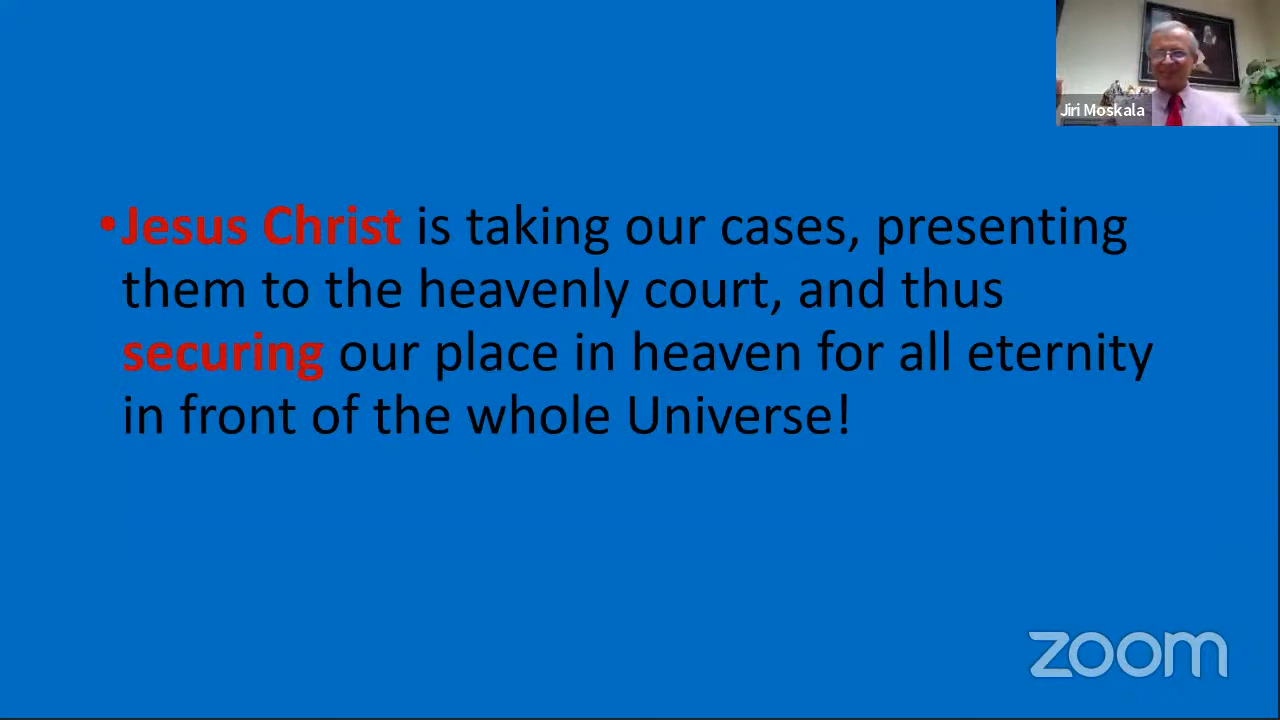 Jiri Moskala
•Jesus Christ is taking our cases, presenting
them to the heavenly court, and thus
securing our place in heaven for all eternity
in front of the whole Universe!
zoom